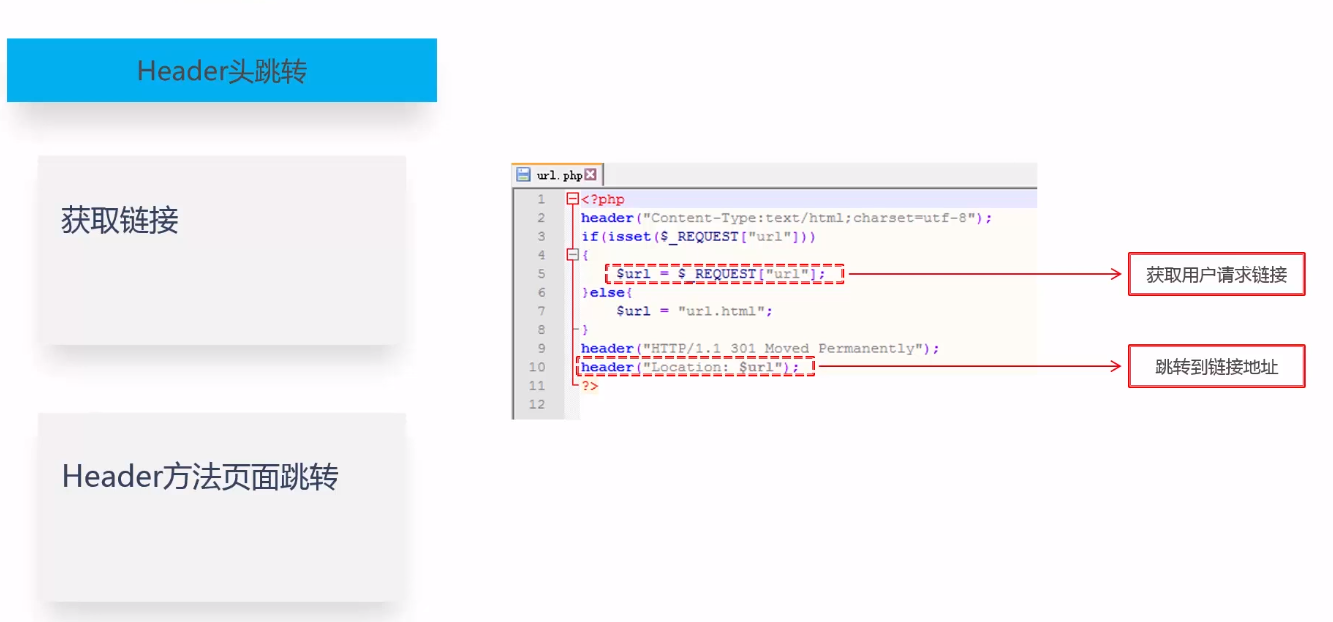 Header头跳转
获取链接
Header方法页面跳转
url.php
1 <?php
2 header("Content-Type:text/html;charset=utf-8");
3 if(isset($_REQUEST["url"]))
4 {
5 $url = $_REQUEST["url"];
6 }else{
7 $url = "url.html";
8 }
9 header("HTTP/1.1 301 Moved Permanently");
10 header("Location: $url");
11 ?>
12
获取用户请求链接
跳转到链接地址